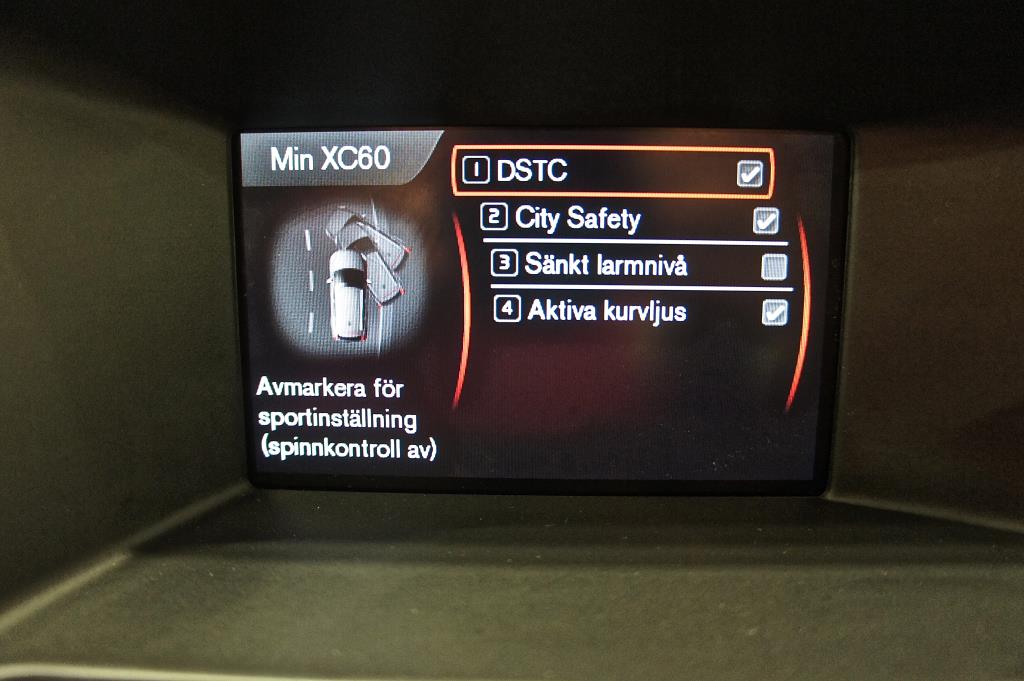 Min XC60
1 DSTC
2 City Safety
3 Sänkt larmnivå
4 Aktiva kurvljus
Avmarkera för
sportinställning
(spinnkontroll av)